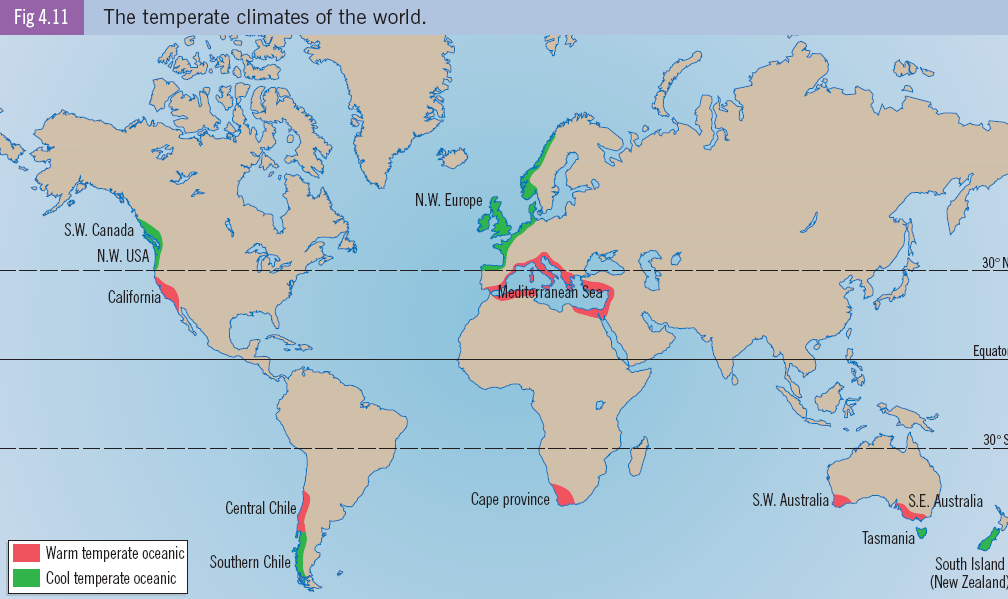 Fig 4.11
The temperate climates of the world.
N.W. Europe
S.W. Canada
N.W. USA
30° N
California
Mediterranean Sea
Equator
30° S
Central Chile
Cape province
S.W. Australia
S.E. Australia
Tasmania
Southern Chile
South Island
(New Zealand)
Warm temperate oceanic
Cool temperate oceanic